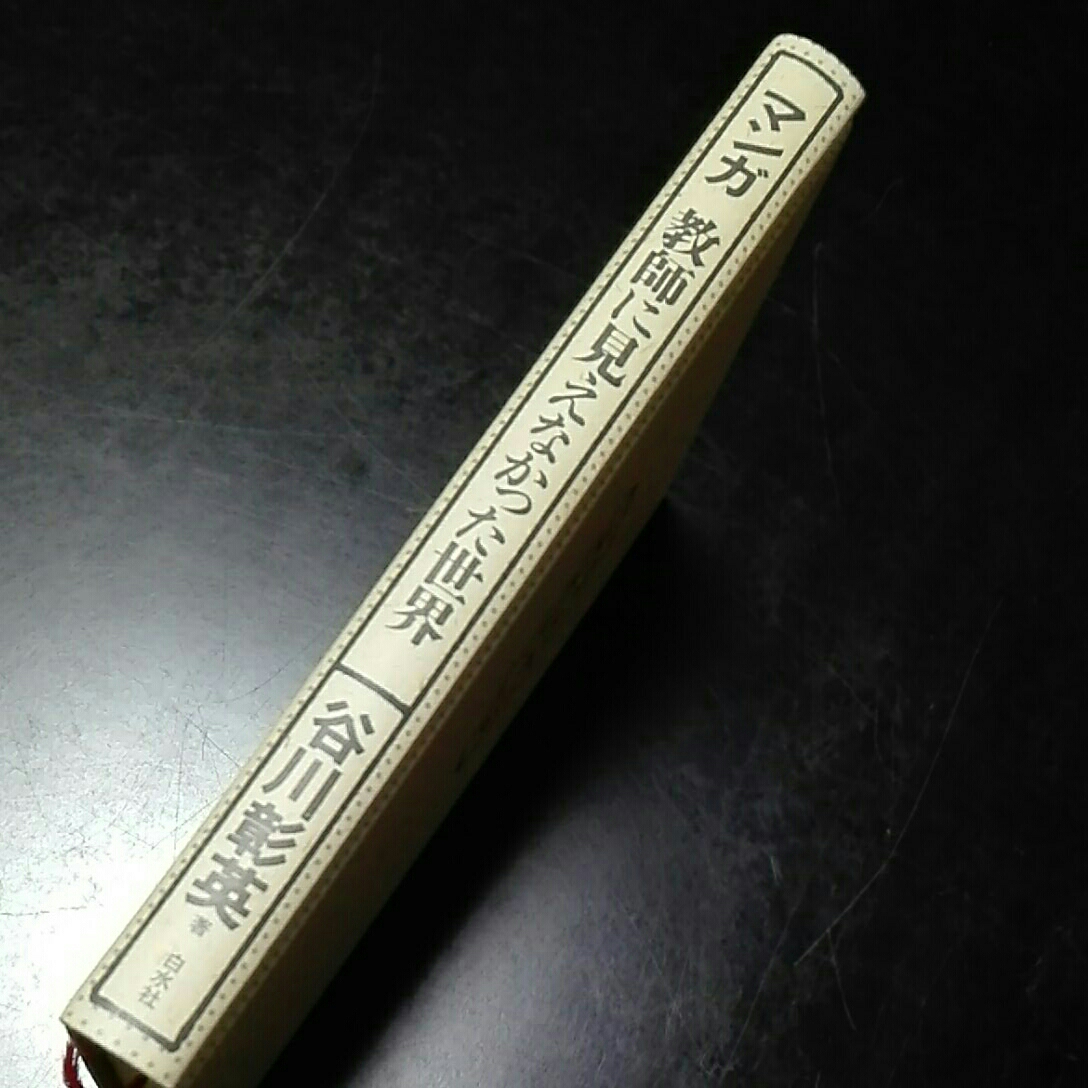 マンガ 教師に見えなかった世界
谷川彰英 著
白水社